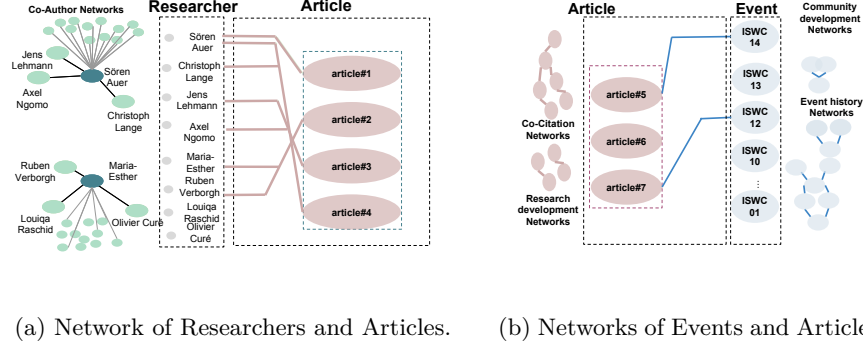 Co-Author Networks
Jens
Lehmann
Sören
Auer
Axel
Ngomo
Christoph
Lange
Ruben
Verborgh
Maria-
Esther
Louiqa
Raschid
Olivier Curé
Researcher
Sören
Auer
Christoph
Lange
Jens
Lehmann
Axel
Ngomo
Maria-
Esther
Ruben
Verborgh
Louiqa
Raschid
Olivier
Curé
Article
article#1
article#2
article#3
article#4
(a) Network of Researchers and Articles.
Co-Citation
Networks
Research
development
Networks
Article
article#5
article#6
article#7
Event
ISWC
14
ISWC
13
ISWC
12
ISWC
10
ISWC
01
Community
development
Networks
Event history
Networks
(b) Networks of Events and Article